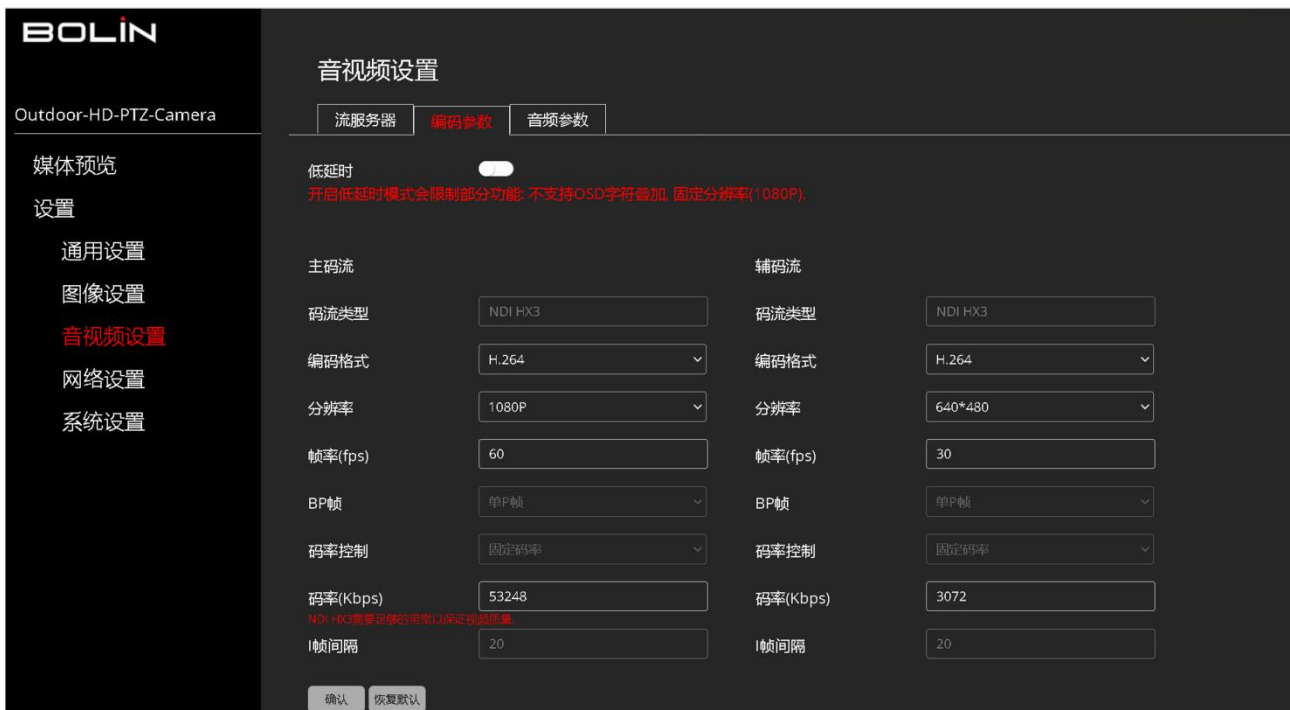 BOLIN
Outdoor-HD-PTZ-Camera
媒体预览
设置
通用设置
图像设置
音视频设置
网络设置
系统设置
音视频设置
流服务器 编码参数 音频参数
低延时
开启低延时模式会限制部分功能: 不支持OSD字符叠加, 固定分辨率(1080P).
主码流 辅码流
码流类型 NDI HX3 码流类型 NDI HX3
编码格式 H.264 编码格式 H.264
分辨率 1080P 分辨率 640*480
帧率(fps) 60 帧率(fps) 30
BP帧 单P帧 BP帧 单P帧
码率控制 固定码率 码率控制 固定码率
码率(Kbps) 53248 码率(Kbps) 3072
NDI HX3需要足够的带宽以保证视频质量.
I帧间隔 20 I帧间隔 20
确认 恢复默认